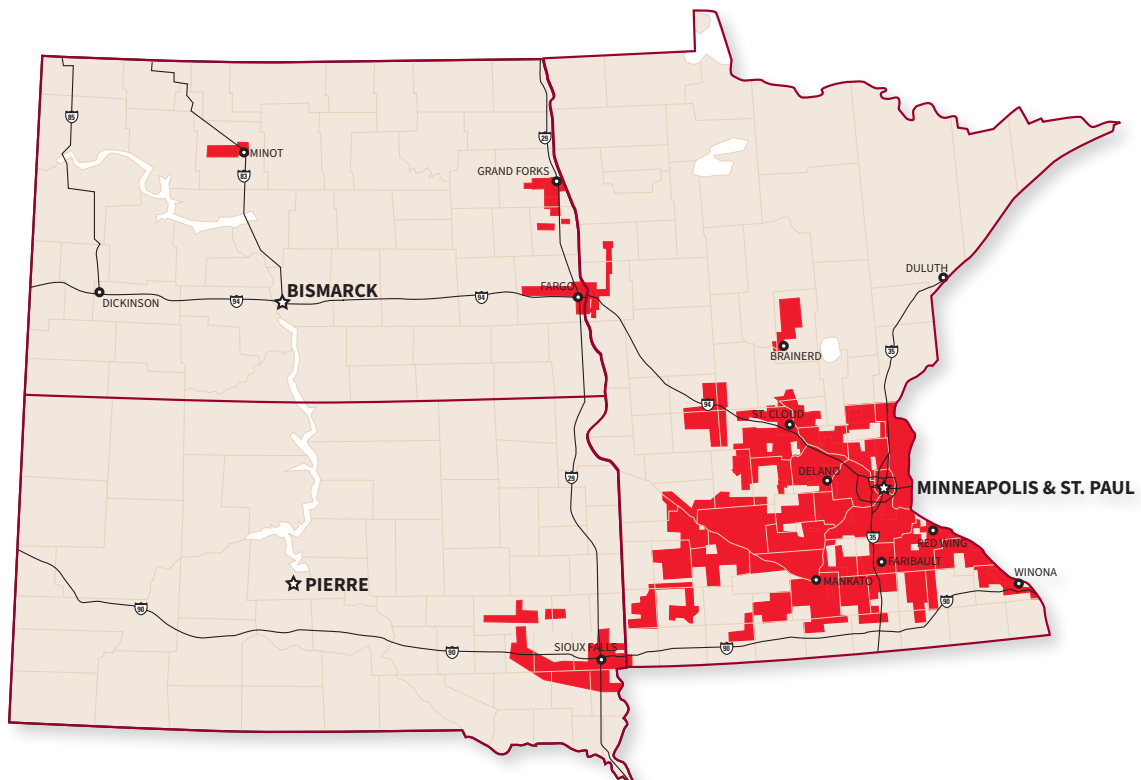 85
29
MINOT
GRAND FORKS
83
DULUTH
BISMARCK
FARGO
DICKINSON
94
94
35
BRAINERD
94
ST. CLOUD
DELANO
29
MINNEAPOLIS & ST. PAUL
35
RED WING
FARIBAULT
WINONA
PIERRE
MANKATO
90
90
SIOUX FALLS
90
90